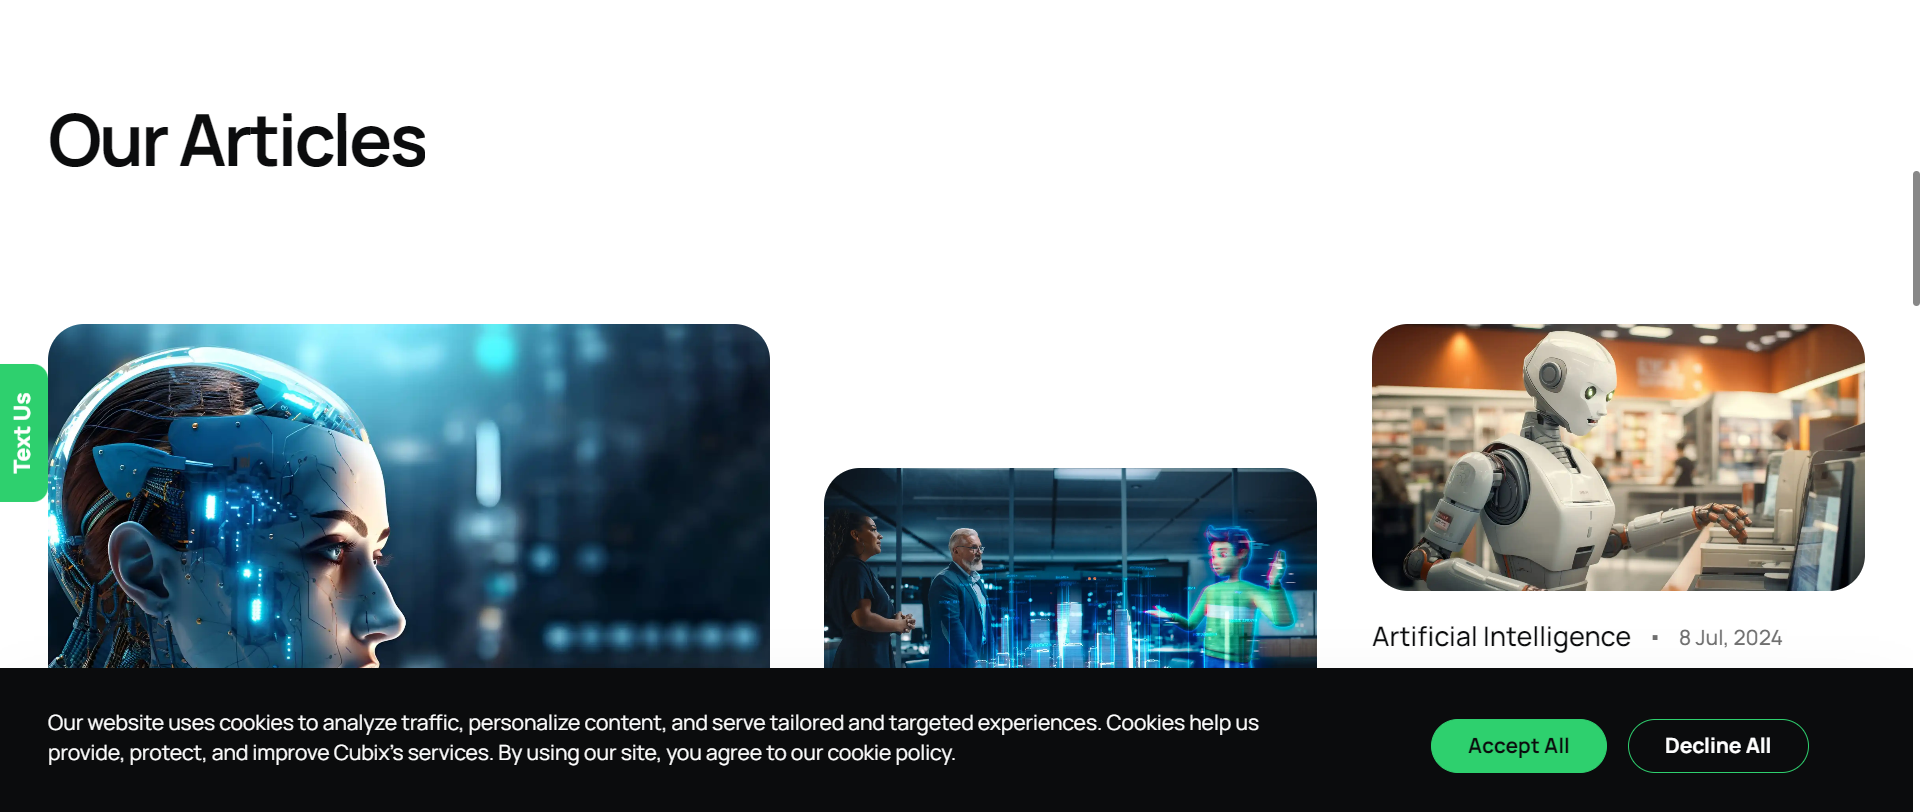 Our Articles
Text Us
Artificial Intelligence
8 Jul, 2024
Our website uses cookies to analyze traffic, personalize content, and serve tailored and targeted experiences. Cookies help us
provide, protect, and improve Cubix's services. By using our site, you agree to our cookie policy.
Accept All
Decline All